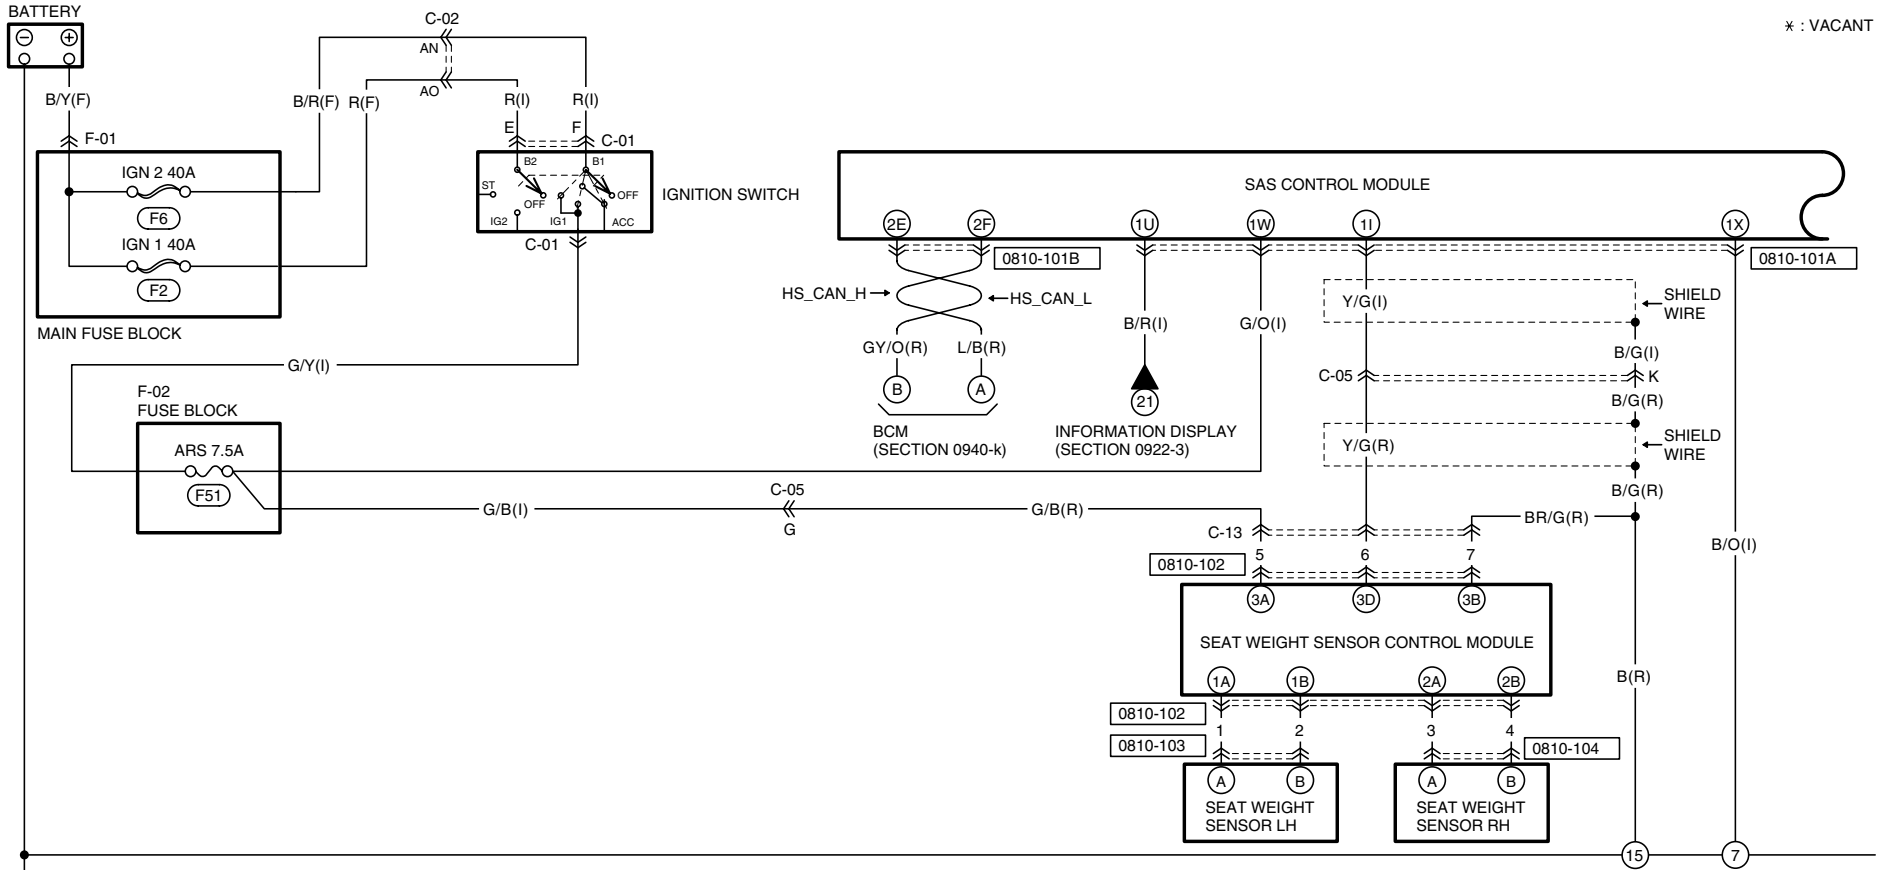 BATTERY
C-02
* : VACANT
AN
AO
B/Y(F)
B/R(F)
R(F)
R(I)
R(I)
E
F
F-01
C-01
IGN 2 40A
F6
IGN 1 40A
F2
MAIN FUSE BLOCK
B2
B1
ST
OFF
OFF
IG2
IG1
ACC
IGNITION SWITCH
C-01
SAS CONTROL MODULE
2E
2F
1U
1W
1I
1X
0810-101B
0810-101A
HS_CAN_H
HS_CAN_L
GY/O(R)
L/B(R)
B
A
BCM
(SECTION 0940-k)
B/R(I)
21
INFORMATION DISPLAY
(SECTION 0922-3)
G/O(I)
Y/G(I)
SHIELD
WIRE
B/G(I)
C-05
K
B/G(R)
Y/G(R)
SHIELD
WIRE
B/G(R)
G/Y(I)
F-02
FUSE BLOCK
ARS 7.5A
F51
G/B(I)
C-05
G
G/B(R)
BR/G(R)
B/O(I)
C-13
5
6
7
0810-102
3A
3D
3B
SEAT WEIGHT SENSOR CONTROL MODULE
1A
1B
2A
2B
B(R)
0810-102
1
2
3
4
0810-103
0810-104
A
B
A
B
SEAT WEIGHT
SENSOR LH
SEAT WEIGHT
SENSOR RH
15
7